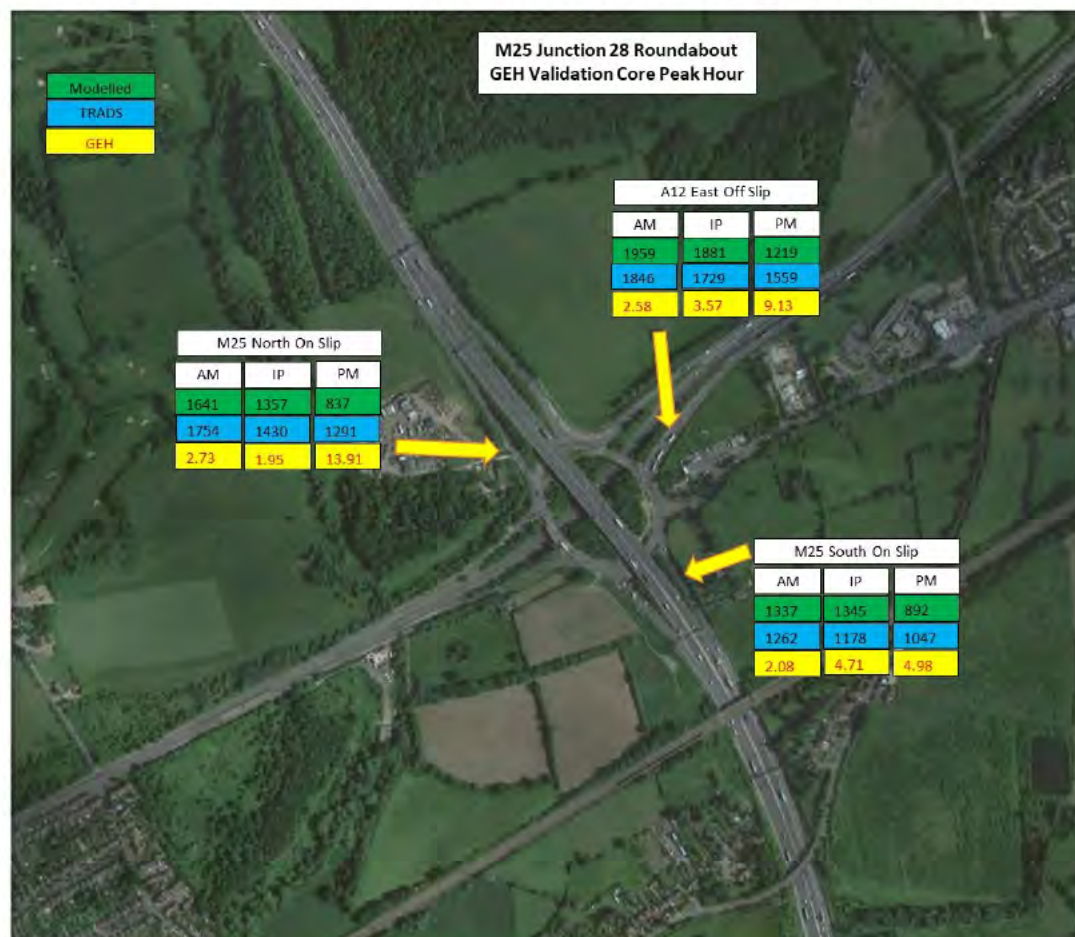 M25 Junction 28 Roundabout
GEH Validation Core Peak Hour
Modelled
TRADS
GEH
A12 East Off Slip
AM IP PM
1959 1881 1219
1846 1729 1559
2.58 3.57 9.13
M25 North On Slip
AM IP PM
1641 1357 837
1754 1430 1291
2.73 1.95 13.91
M25 South On Slip
AM IP PM
1337 1345 892
1262 1178 1047
2.08 4.71 4.98